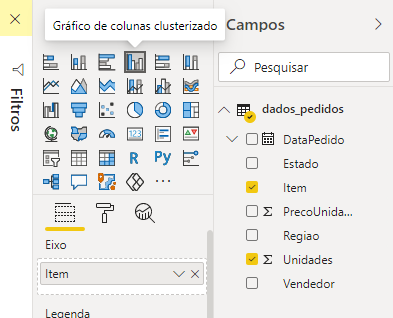 Gráfico de colunas clusterizado
Filtros
123
R
Py
Eixo
Item
Legenda
Campos
Pesquisar
dados_pedidos
DataPedido
Estado
Item
PrecoUnida...
Regiao
Unidades
Vendedor